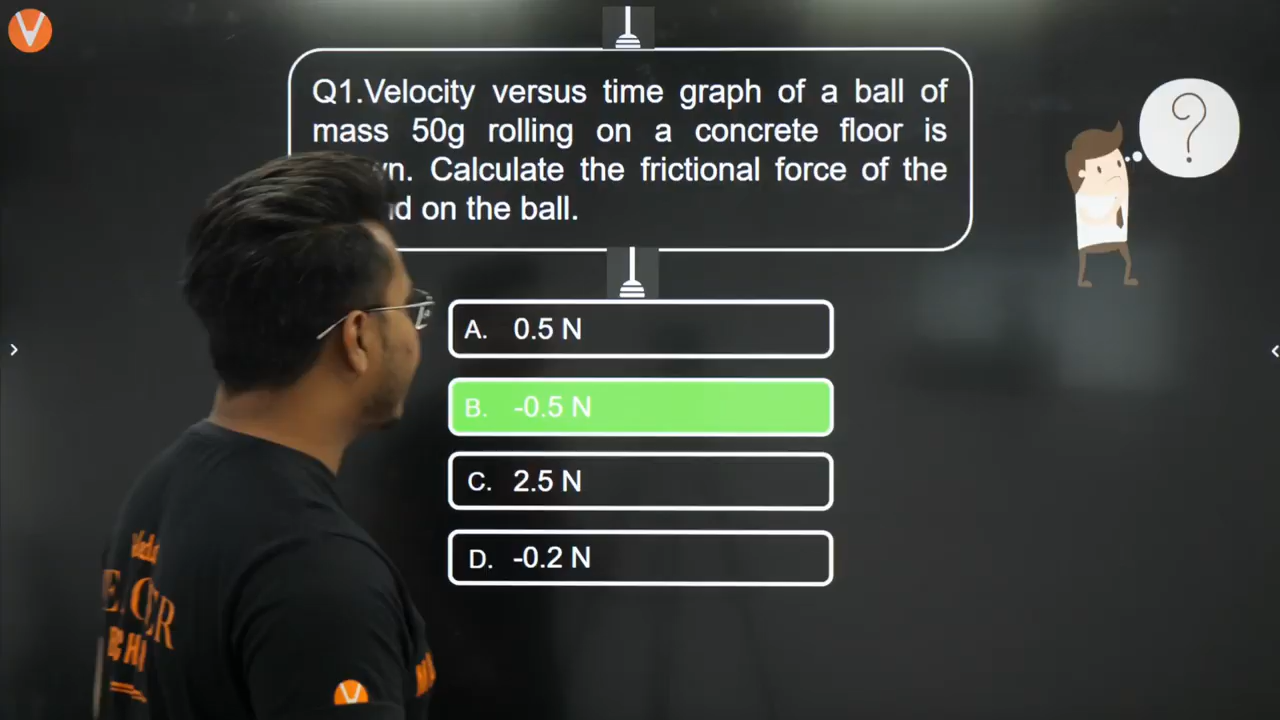 Q1.Velocity versus time graph of a ball of
mass 50g rolling on a concrete floor is
Calculate the frictional force of the
on the ball.
A. 0.5 N
B. -0.5 N
C. 2.5 N
D. -0.2 N